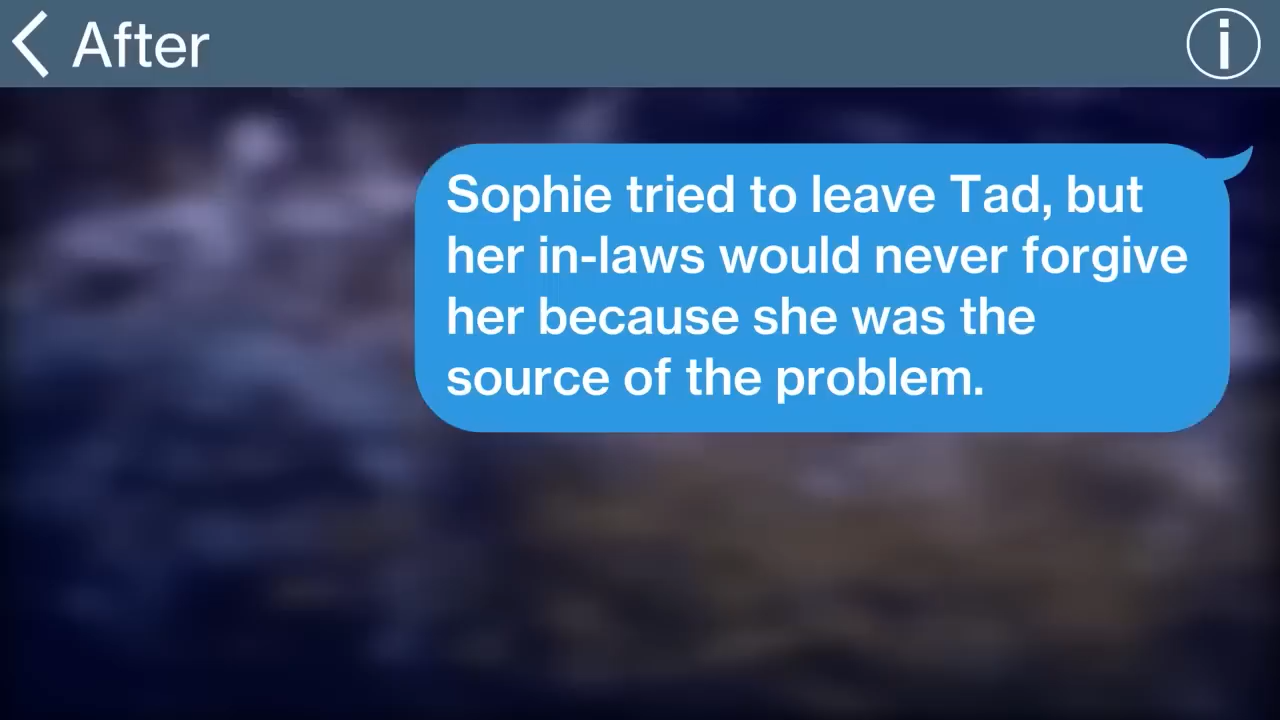 After
Sophie tried to leave Tad, but
her in-laws would never forgive
her because she was the
source of the problem.